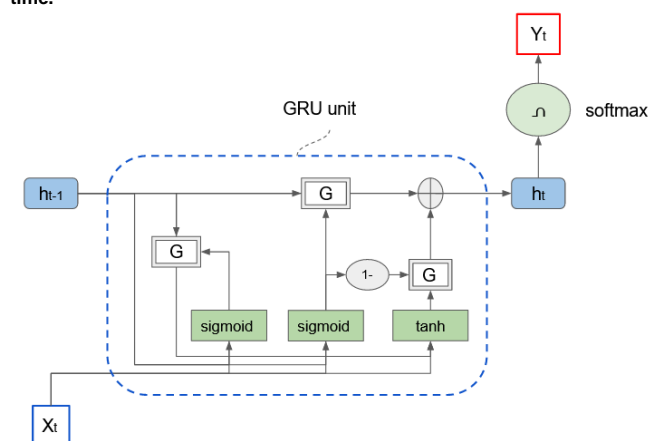 time.
Yt
GRU unit
softmax
ht-1
G
ht
G
1-
G
sigmoid
sigmoid
tanh
Xt